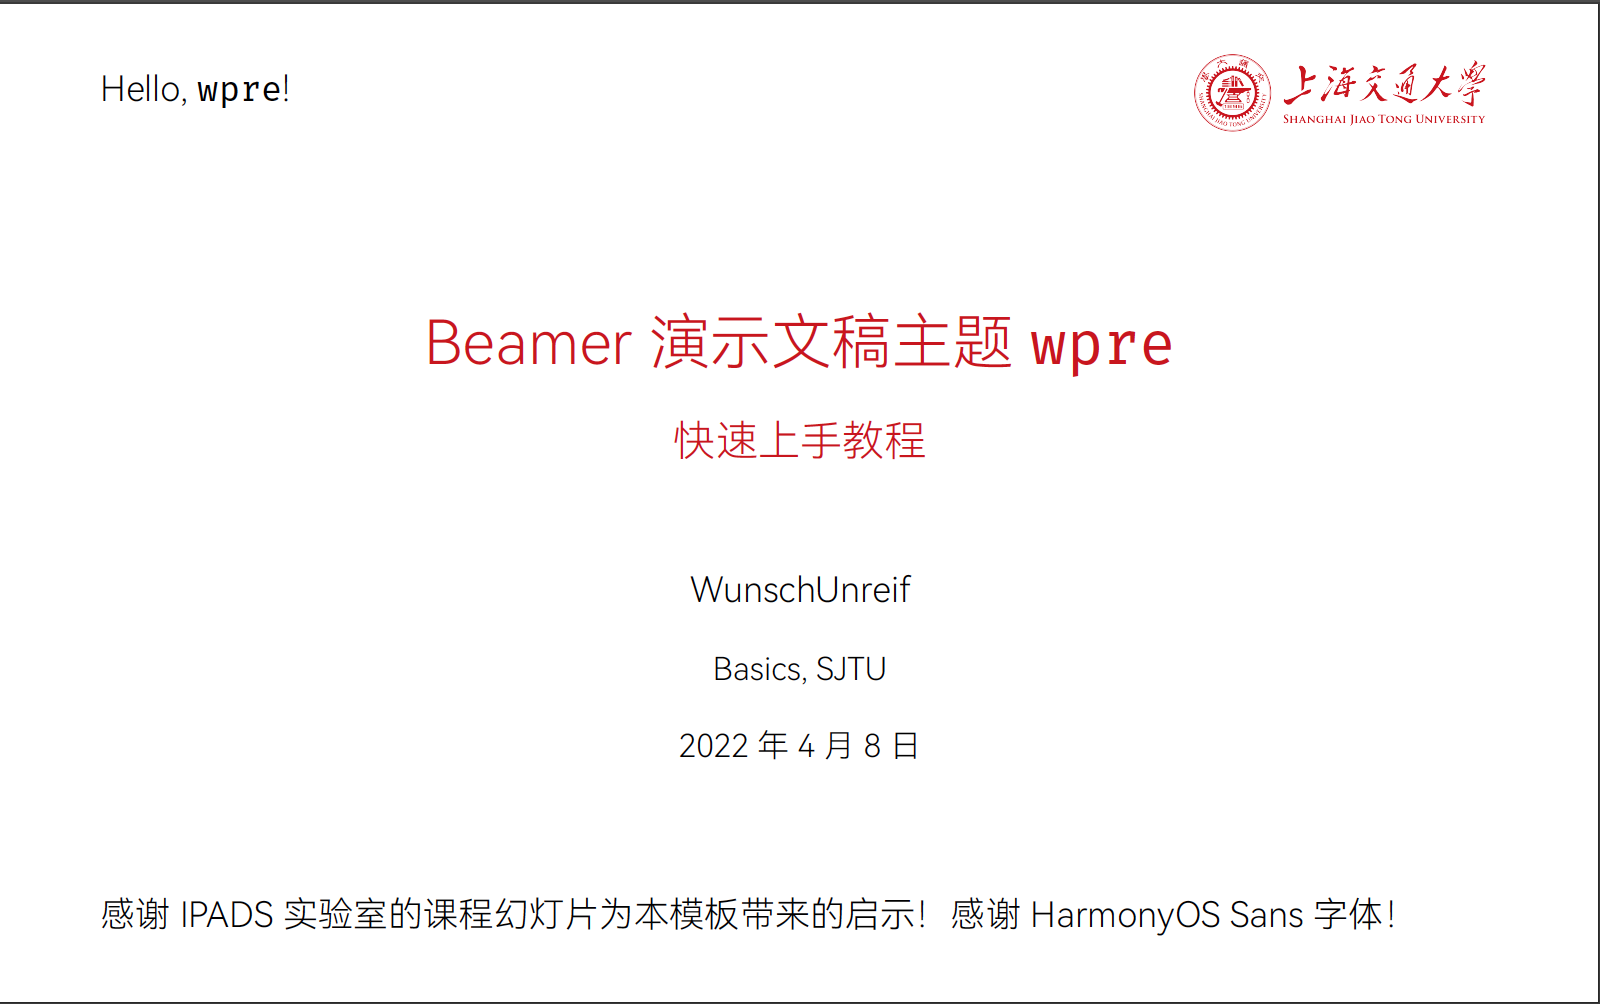 Hello, wpre!
上海交通大學
SHANGHAI JIAO TONG UNIVERSITY
Beamer 演示文稿主题 wpre
快速上手教程
WunschUnreif
Basics, SJTU
2022 年 4 月 8 日
感谢 IPADS 实验室的课程幻灯片为本模板带来的启示！感谢 HarmonyOS Sans 字体！